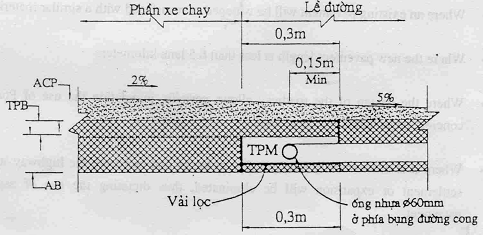 Phần xe chạy
Lề đường
0,3m
0,15m
Min
ACP
2%
5%
TPB
TPM
AB
Vải lọc
ống nhựa ø60mm
ở phía bụng đường cong
0,3m